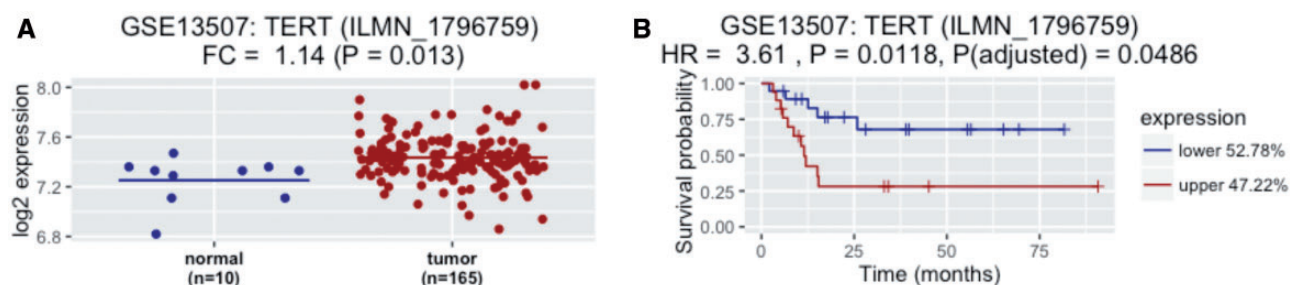 A
GSE13507: TERT (ILMN_1796759)
FC = 1.14 (P = 0.013)
log2 expression
8.0
7.6
7.2
6.8
normal
(n=10)
tumor
(n=165)
B
GSE13507: TERT (ILMN_1796759)
HR = 3.61 , P = 0.0118, P(adjusted) = 0.0486
Survival probability
1.00
0.75
0.50
0.25
0.00
0
25
50
75
Time (months)
expression
lower 52.78%
upper 47.22%